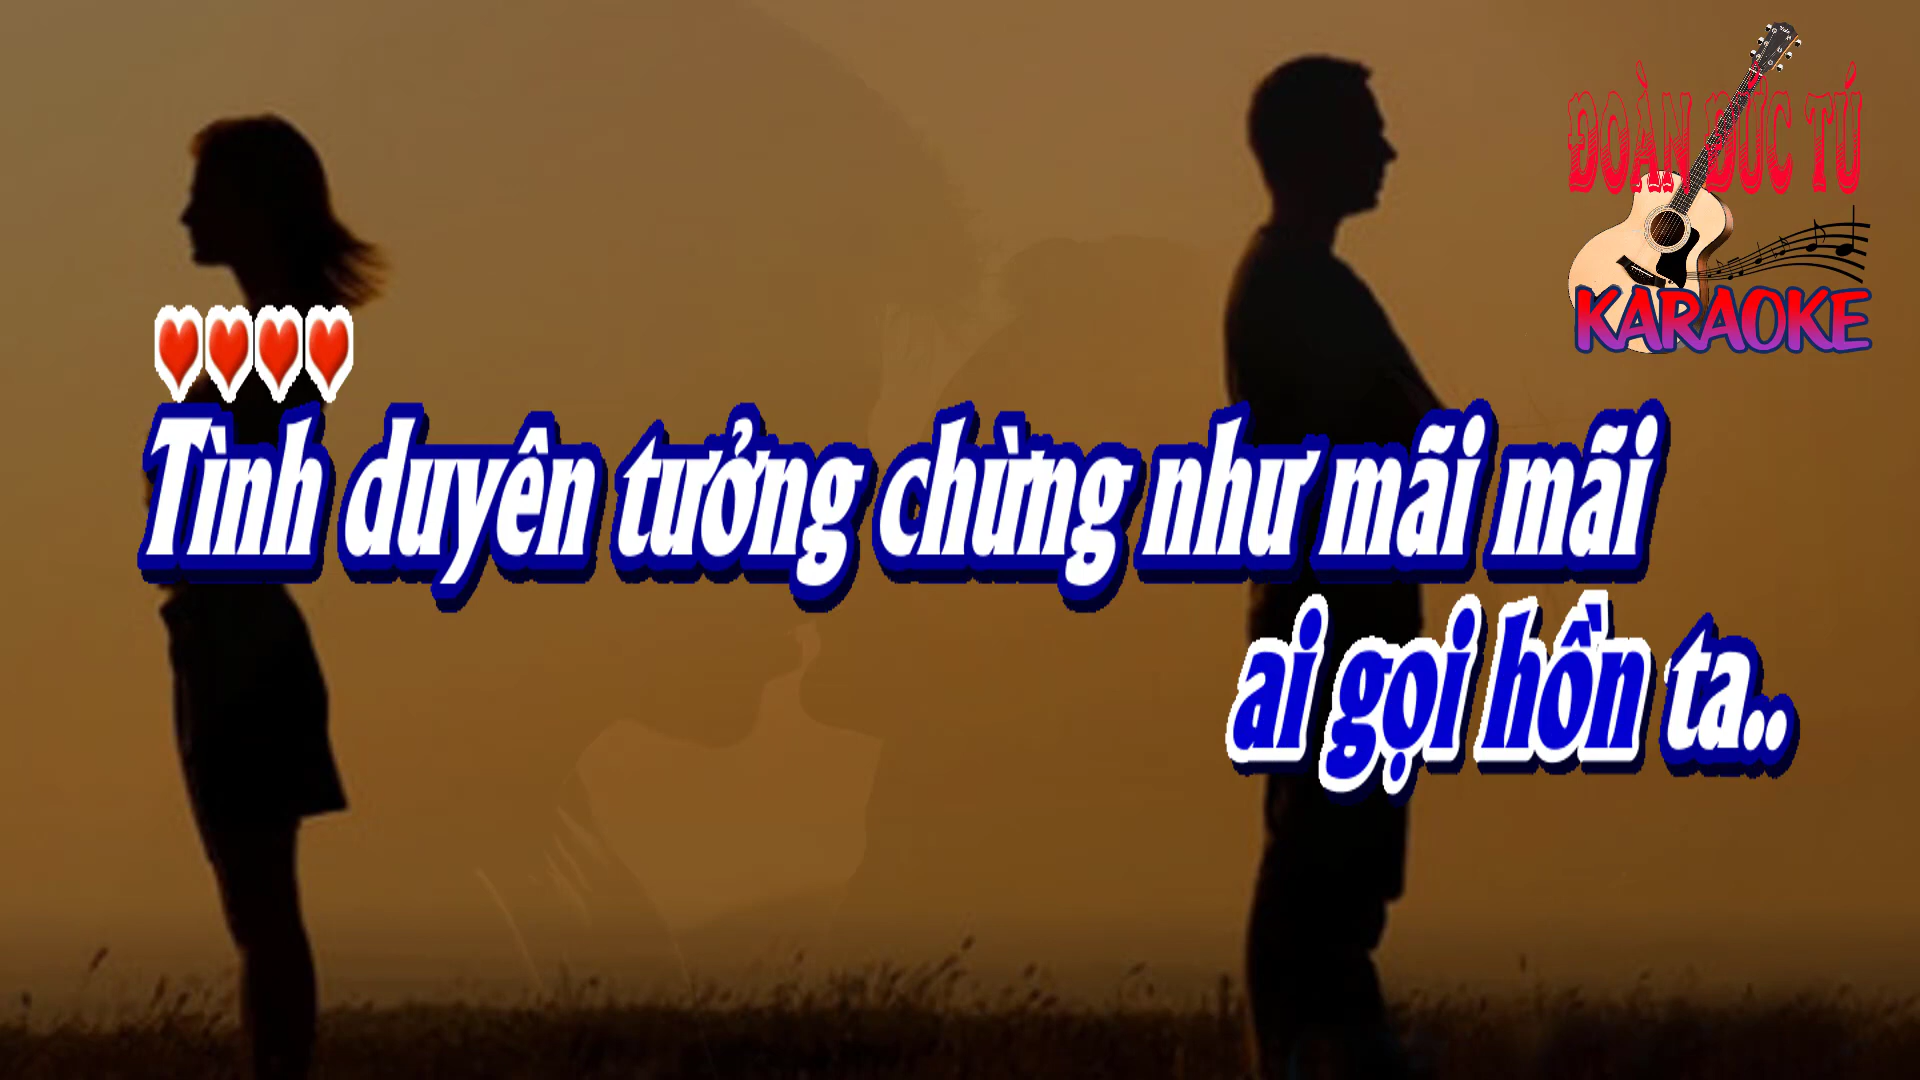 ĐOÀN ĐỨC TÚ
KARAOKE
Tình duyên tưởng chừng như mãi mãi
ai gọi hồn ta..